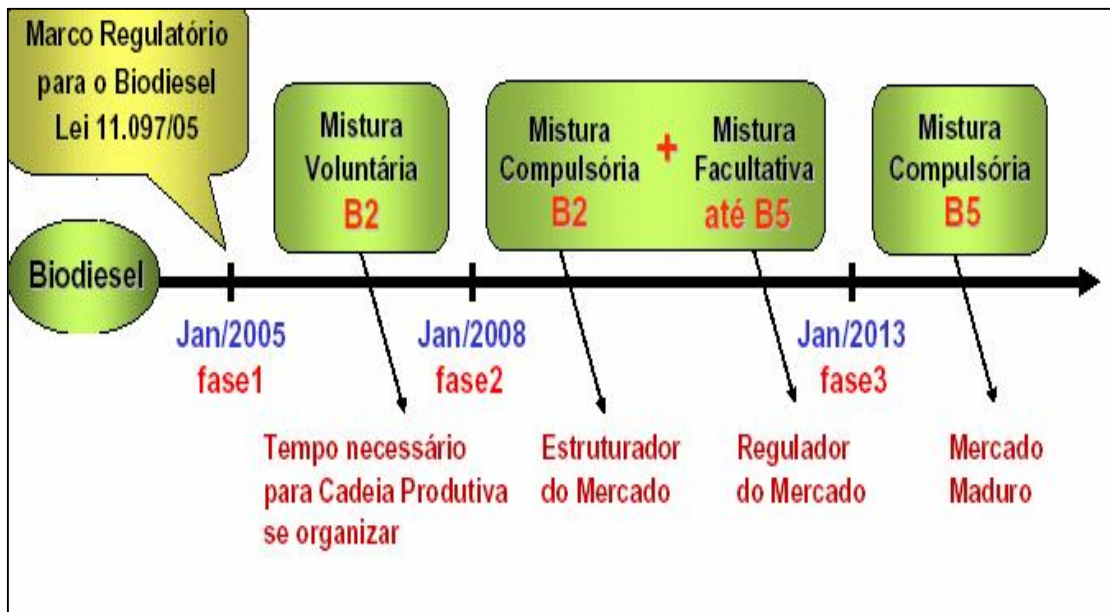 Marco Regulatório
para o Biodiesel
Lei 11.097/05
Mistura
Voluntária
B2
Mistura
Compulsória
B2
+
Mistura
Facultativa
até B5
Mistura
Compulsória
B5
Biodiesel
Jan/2005
fase1
Jan/2008
fase2
Jan/2013
fase3
Tempo necessário
para Cadeia Produtiva
se organizar
Estruturador
do Mercado
Regulador
do Mercado
Mercado
Maduro